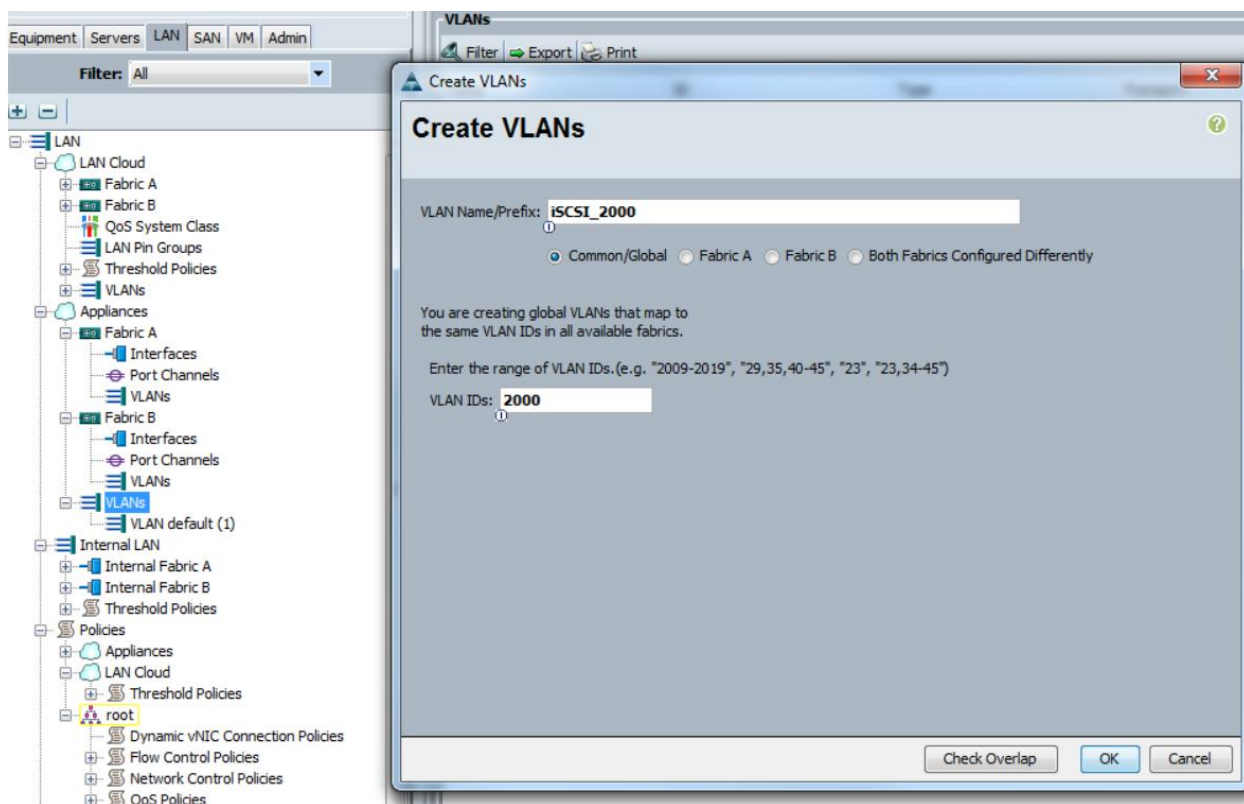 Equipment Servers LAN SAN VM Admin
Filter: All
LAN
LAN Cloud
Fabric A
Fabric B
QoS System Class
LAN Pin Groups
Threshold Policies
VLANs
Appliances
Fabric A
Interfaces
Port Channels
VLANs
Fabric B
Interfaces
Port Channels
VLANs
VLANs
VLAN default (1)
Internal LAN
Internal Fabric A
Internal Fabric B
Threshold Policies
Policies
Appliances
LAN Cloud
Threshold Policies
root
Dynamic vNIC Connection Policies
Flow Control Policies
Network Control Policies
QoS Policies
VLANs
Filter Export Print
Create VLANs
Create VLANs
VLAN Name/Prefix: iSCSI_2000
Common/Global Fabric A Fabric B Both Fabrics Configured Differently
You are creating global VLANs that map to
the same VLAN IDs in all available fabrics.
Enter the range of VLAN IDs.(e.g. "2009-2019", "29,35,40-45", "23", "23,34-45")
VLAN IDs: 2000
Check Overlap OK Cancel